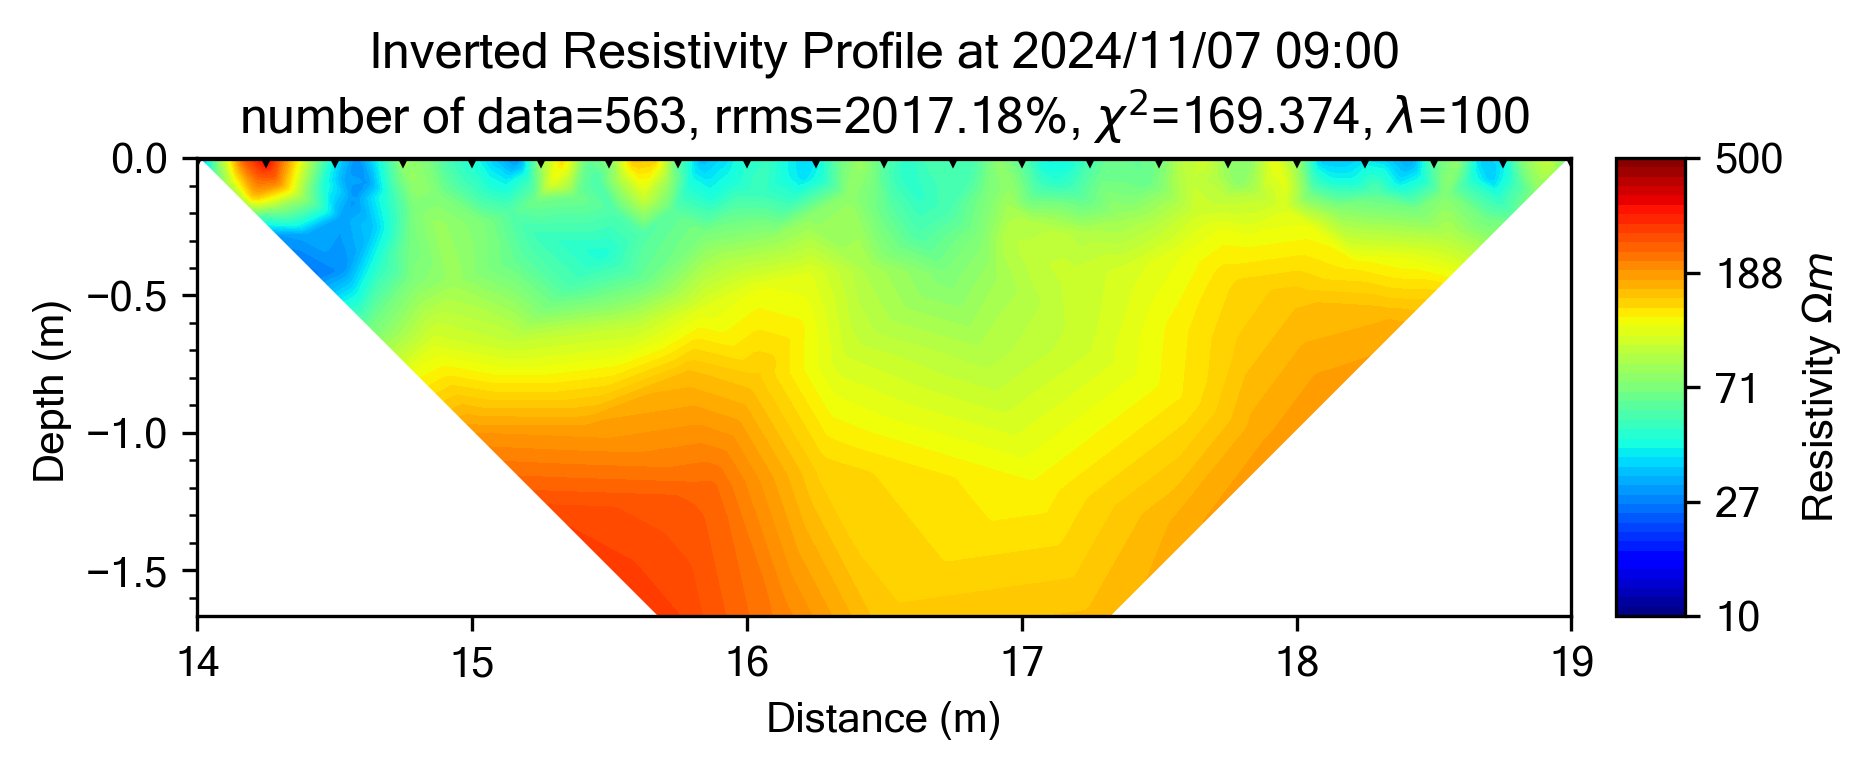 Inverted Resistivity Profile at 2024/11/07 09:00
number of data=563, rrms=2017.18%, χ²=169.374, λ=100
0.0
−0.5
−1.0
−1.5
Depth (m)
14 15 16 17 18 19
Distance (m)
500
188
71
27
10
Resistivity Ωm